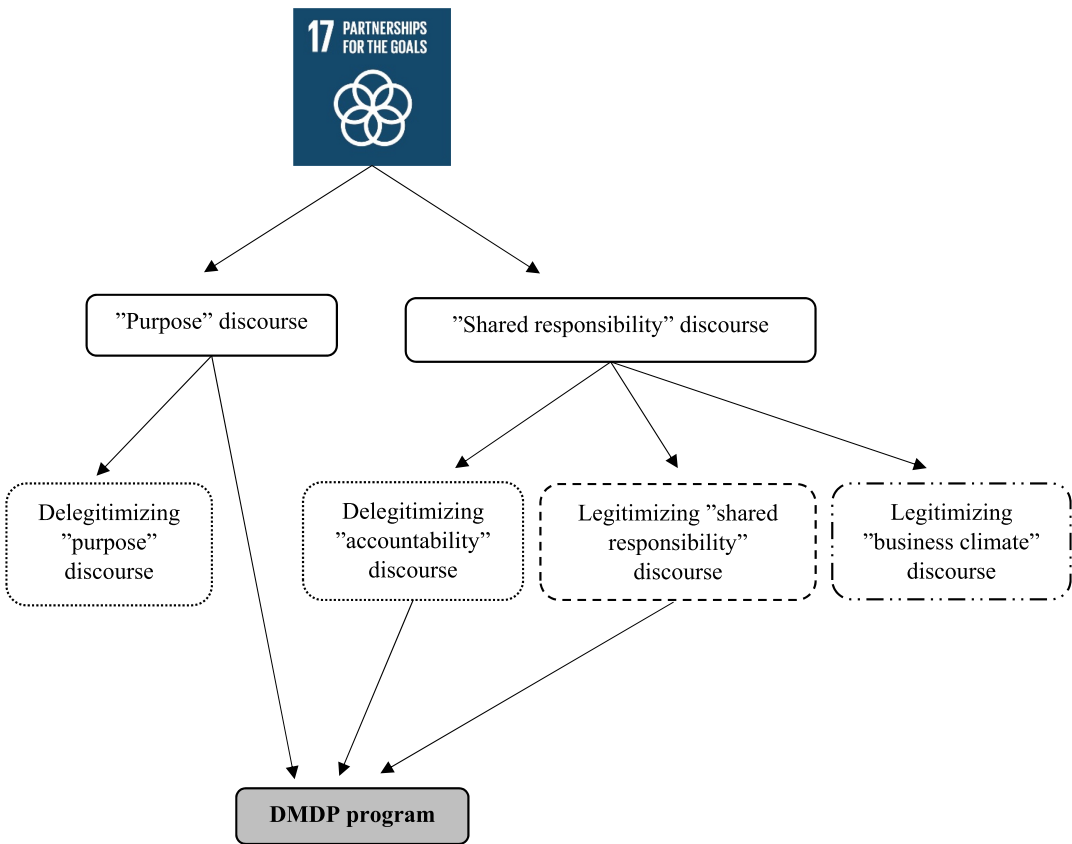 17 PARTNERSHIPS
FOR THE GOALS
”Purpose” discourse
”Shared responsibility” discourse
Delegitimizing
”purpose”
discourse
Delegitimizing
”accountability”
discourse
Legitimizing ”shared
responsibility”
discourse
Legitimizing
”business climate”
discourse
DMDP program